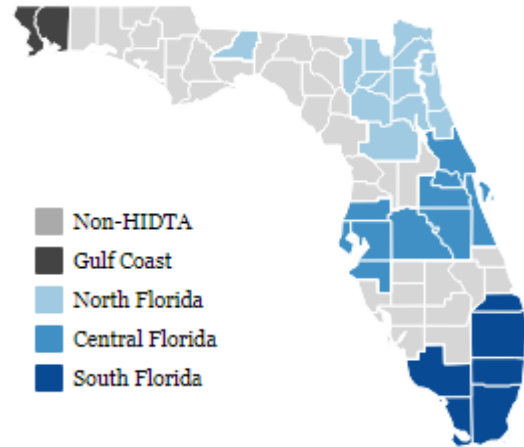 Non-HIDTA
Gulf Coast
North Florida
Central Florida
South Florida